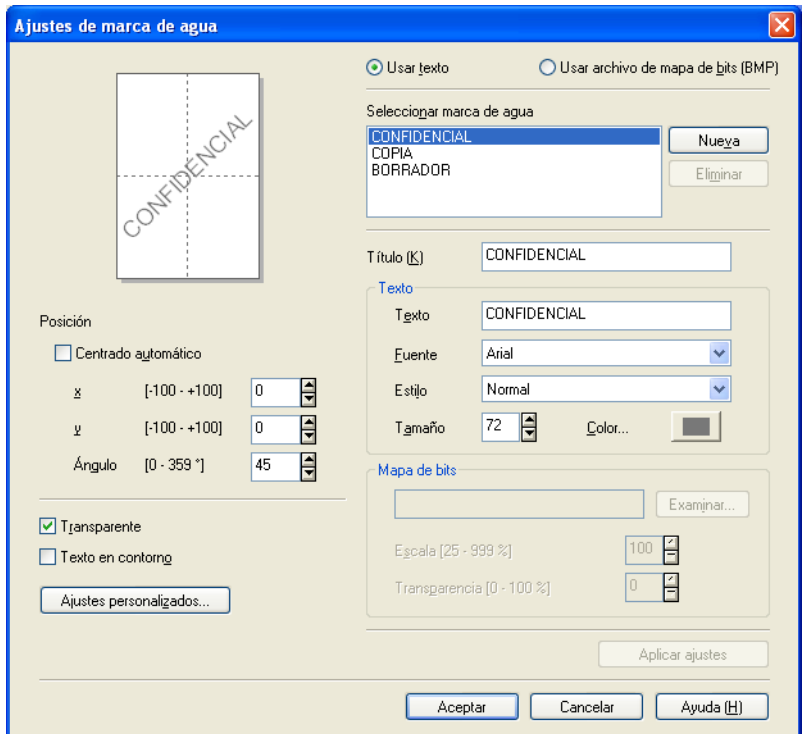 Ajustes de marca de agua
CONFIDENCIAL
Usar texto
Usar archivo de mapa de bits (BMP)
Seleccionar marca de agua
CONFIDENCIAL
COPIA
BORRADOR
Nueva
Eliminar
Título (K) CONFIDENCIAL
Texto
Texto CONFIDENCIAL
Fuente Arial
Estilo Normal
Tamaño 72 Color...
Posición
Centrado automático
x [-100 - +100] 0
y [-100 - +100] 0
Ángulo [0 - 359 °] 45
Transparente
Texto en contorno
Ajustes personalizados...
Mapa de bits
Examinar...
Escala [25 - 999 %] 100
Transparencia [0 - 100 %] 0
Aplicar ajustes
Aceptar Cancelar Ayuda (H)